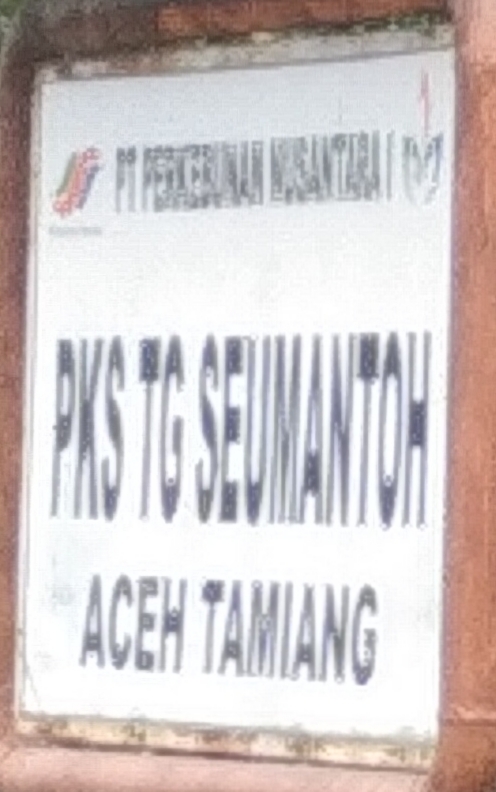 PT PERKEBUNAN NUSANTARA I
PKS TG SEUMANTOH
ACEH TAMIANG